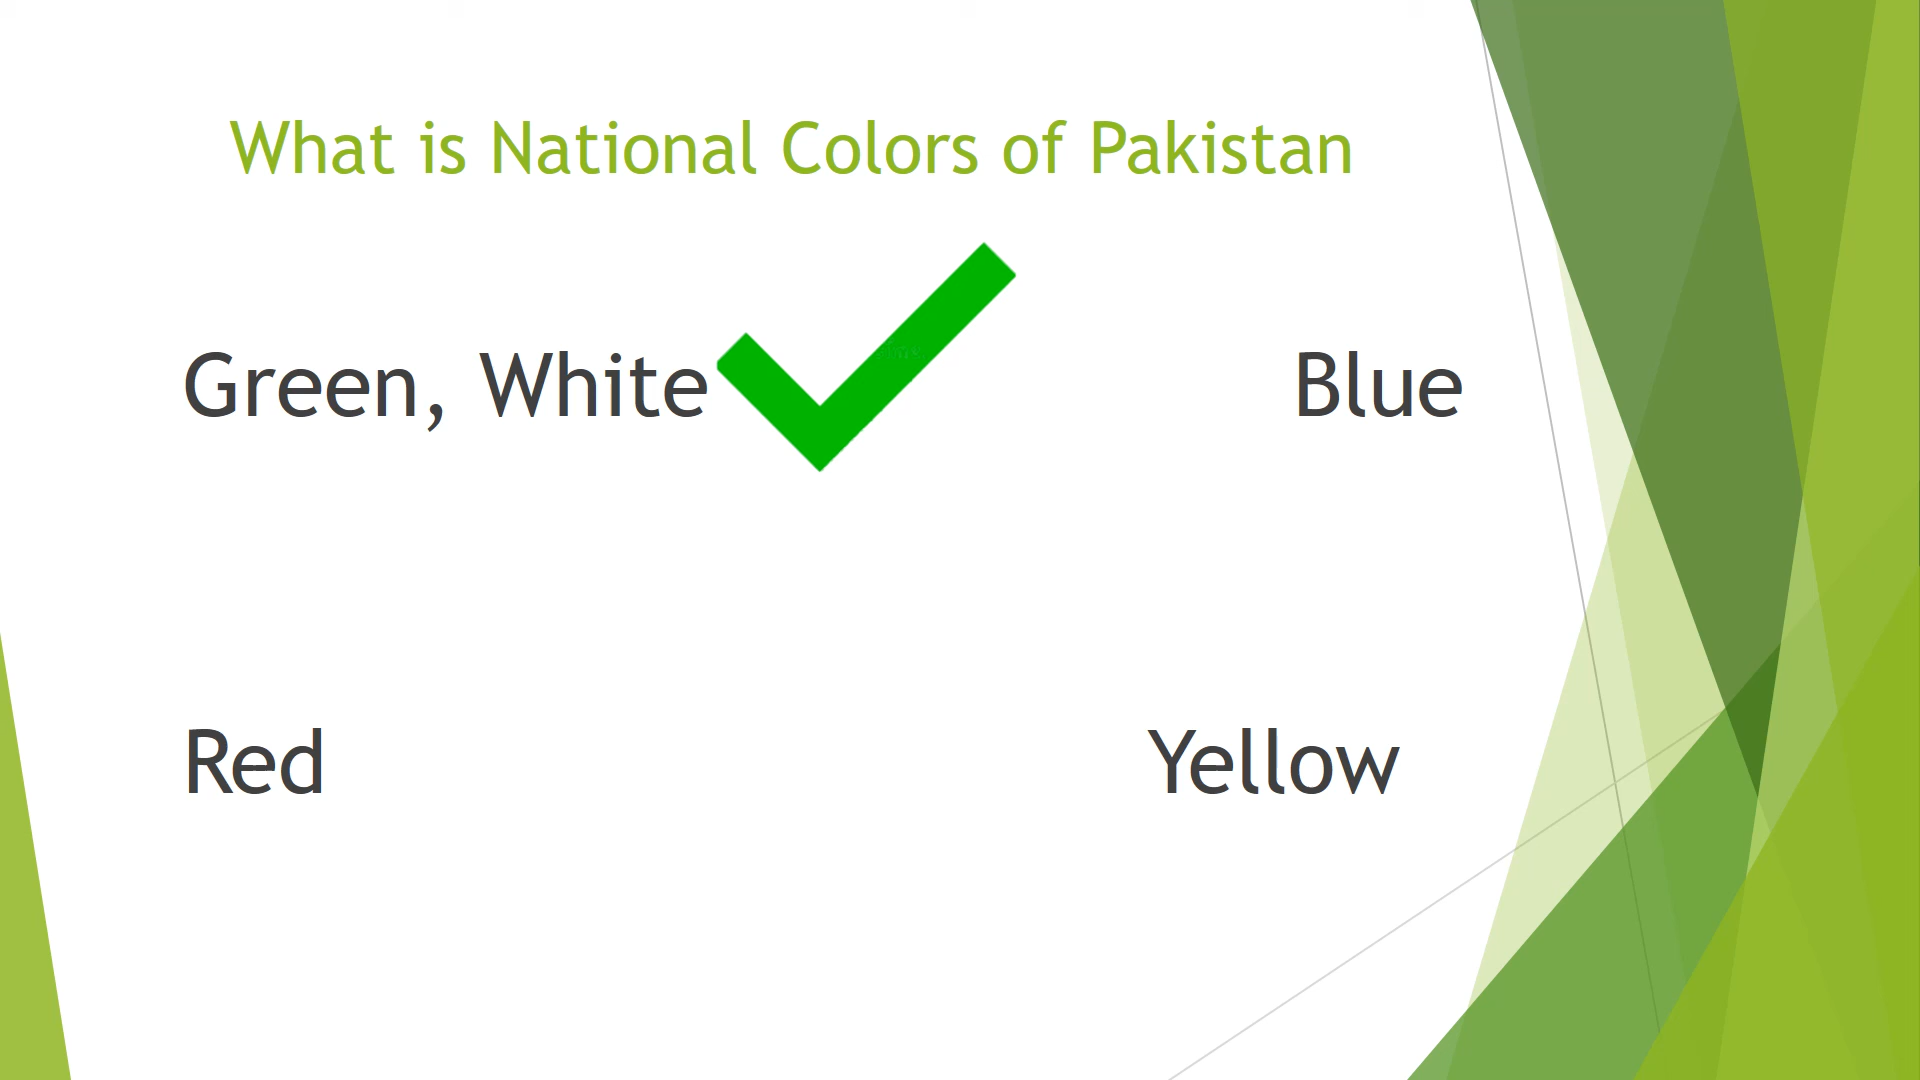 What is National Colors of Pakistan
Green, White
Blue
Red
Yellow